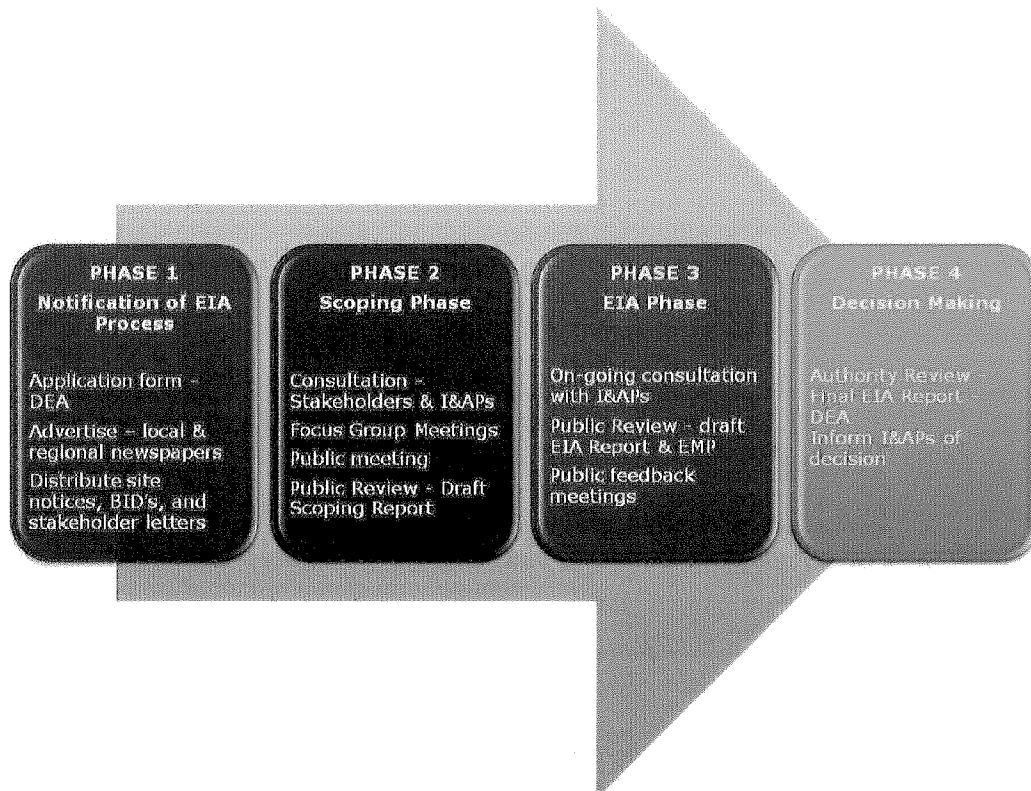 PHASE 1
Notification of EIA
Process
Application form -
DEA
Advertise – local &
regional newspapers
Distribute site
notices, BID's, and
stakeholder letters
PHASE 2
Scoping Phase
Consultation –
Stakeholders & I&APs
Focus Group Meetings
Public meeting
Public Review - Draft
Scoping Report
PHASE 3
EIA Phase
On-going consultation
with I&APs
Public Review - draft
EIA Report & EMP
Public feedback
meetings
PHASE 4
Decision Making
Authority Review
Final EIA Report -
DEA
Inform I&APs of
decision